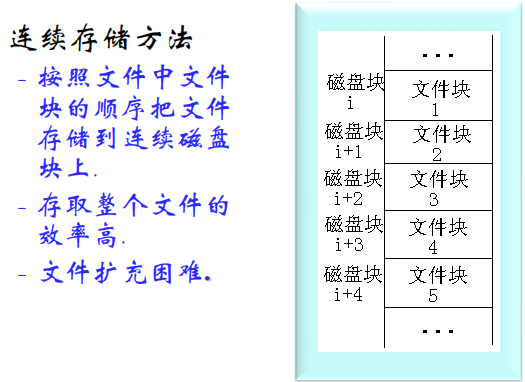 连续存储方法
- 按照文件中文件
块的顺序把文件
存储到连续磁盘
块上.
- 存取整个文件的
效率高.
- 文件扩充困难。
...
磁盘块
i
文件块
1
磁盘块
i+1
文件块
2
磁盘块
i+2
文件块
3
磁盘块
i+3
文件块
4
磁盘块
i+4
文件块
5
...